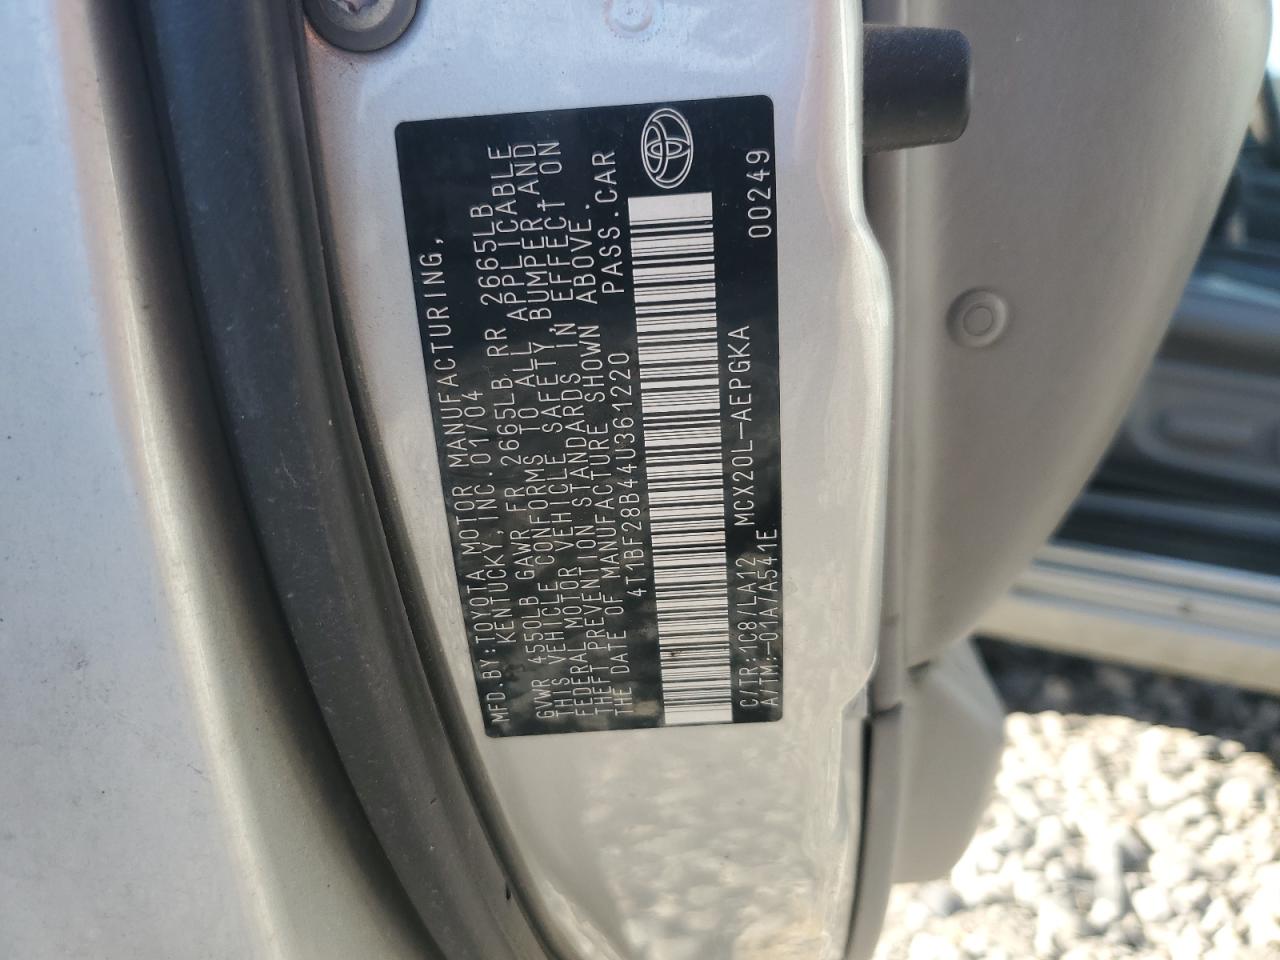 MFD.BY:TOYOTA MOTOR MANUFACTURING,
KENTUCKY,INC.01/04
GVWR 4550LB GAWR FR 2665LB RR 2665LB
THIS VEHICLE CONFORMS TO ALL APPLICABLE
FEDERAL MOTOR VEHICLE SAFETY,BUMPER,AND
THEFT PREVENTION STANDARDS IN EFFECT ON
THE DATE OF MANUFACTURE SHOWN ABOVE.
4T1BF28B44U361220 PASS.CAR
C/TR:1C8/LA12 MCX20L-AEPGKA 00249
A/TM:-01A/A541E